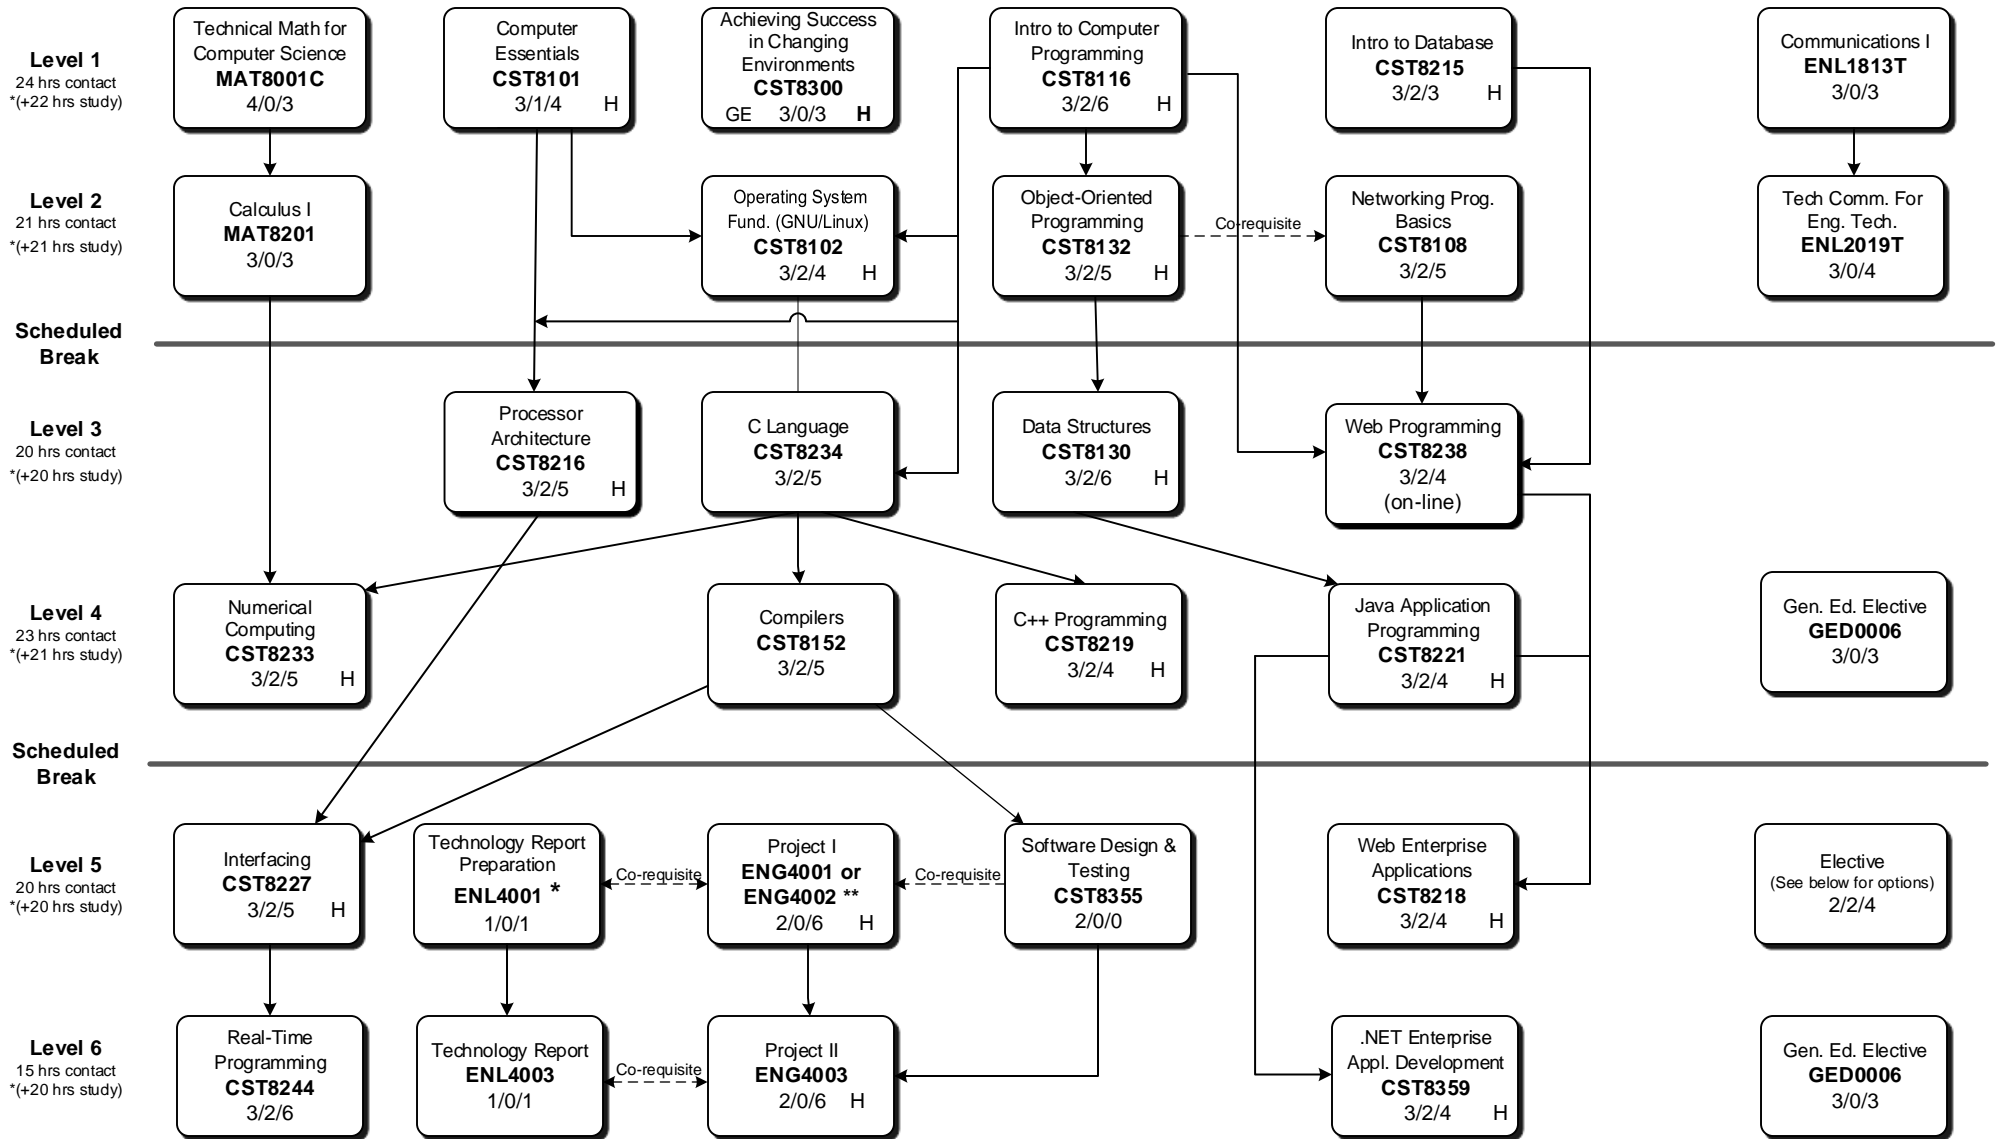 Level 1
24 hrs contact
*(+22 hrs study)
Technical Math for
Computer Science
MAT8001C
4/0/3
Computer
Essentials
CST8101
3/1/4 H
Achieving Success
in Changing
Environments
CST8300
GE 3/0/3 H
Intro to Computer
Programming
CST8116
3/2/6 H
Intro to Database
CST8215
3/2/3 H
Communications I
ENL1813T
3/0/3
Level 2
21 hrs contact
*(+21 hrs study)
Calculus I
MAT8201
3/0/3
Operating System
Fund. (GNU/Linux)
CST8102
3/2/4 H
Object-Oriented
Programming
CST8132
3/2/5 H
Co-requisite
Networking Prog.
Basics
CST8108
3/2/5
Tech Comm. For
Eng. Tech.
ENL2019T
3/0/4
Scheduled
Break
Level 3
20 hrs contact
*(+20 hrs study)
Processor
Architecture
CST8216
3/2/5 H
C Language
CST8234
3/2/5
Data Structures
CST8130
3/2/6 H
Web Programming
CST8238
3/2/4
(on-line)
Level 4
23 hrs contact
*(+21 hrs study)
Numerical
Computing
CST8233
3/2/5 H
Compilers
CST8152
3/2/5
C++ Programming
CST8219
3/2/4 H
Java Application
Programming
CST8221
3/2/4 H
Gen. Ed. Elective
GED0006
3/0/3
Scheduled
Break
Level 5
20 hrs contact
*(+20 hrs study)
Interfacing
CST8227
3/2/5 H
Technology Report
Preparation
ENL4001 *
1/0/1
Co-requisite
Project I
ENG4001 or
ENG4002 **
2/0/6 H
Co-requisite
Software Design &
Testing
CST8355
2/0/0
Web Enterprise
Applications
CST8218
3/2/4 H
Elective
(See below for options)
2/2/4
Level 6
15 hrs contact
*(+20 hrs study)
Real-Time
Programming
CST8244
3/2/6
Technology Report
ENL4003
1/0/1
Co-requisite
Project II
ENG4003
2/0/6 H
.NET Enterprise
Appl. Development
CST8359
3/2/4 H
Gen. Ed. Elective
GED0006
3/0/3